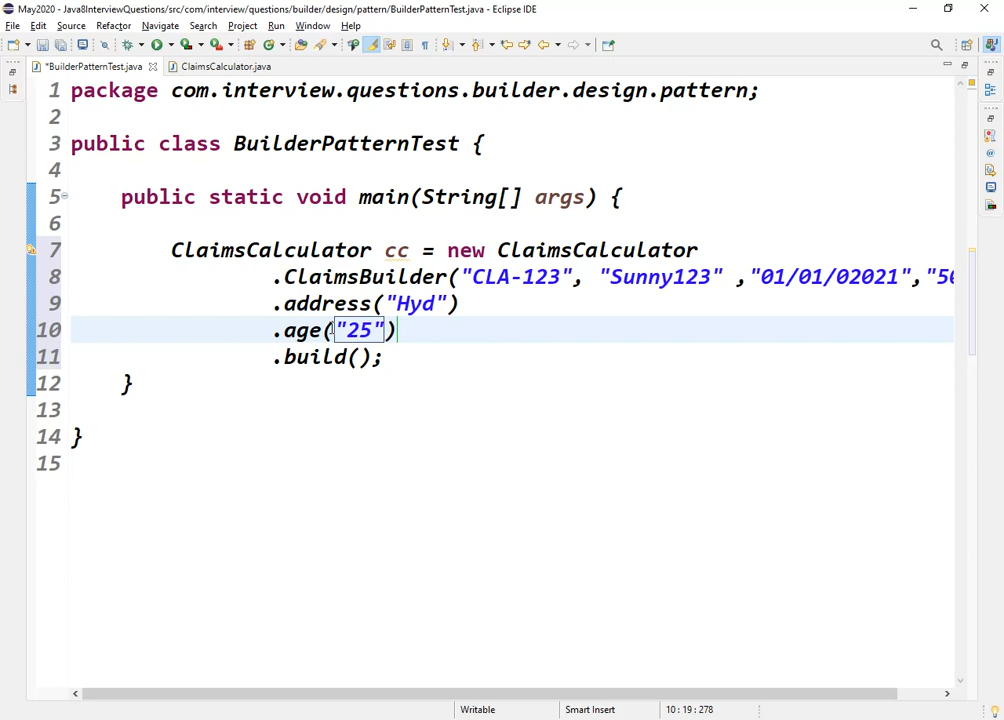 May2020 - Java8InterviewQuestions/src/com/interview/questions/builder/design/pattern/BuilderPatternTest.java - Eclipse IDE
File Edit Source Refactor Navigate Search Project Run Window Help
*BuilderPatternTest.java ClaimsCalculator.java
1 package com.interview.questions.builder.design.pattern;
2
3 public class BuilderPatternTest {
4
5 public static void main(String[] args) {
6
7 ClaimsCalculator cc = new ClaimsCalculator
8 .ClaimsBuilder("CLA-123", "Sunny123" ,"01/01/02021","50
9 .address("Hyd")
10 .age("25")
11 .build();
12 }
13
14 }
15
Writable Smart Insert 10 : 19 : 278